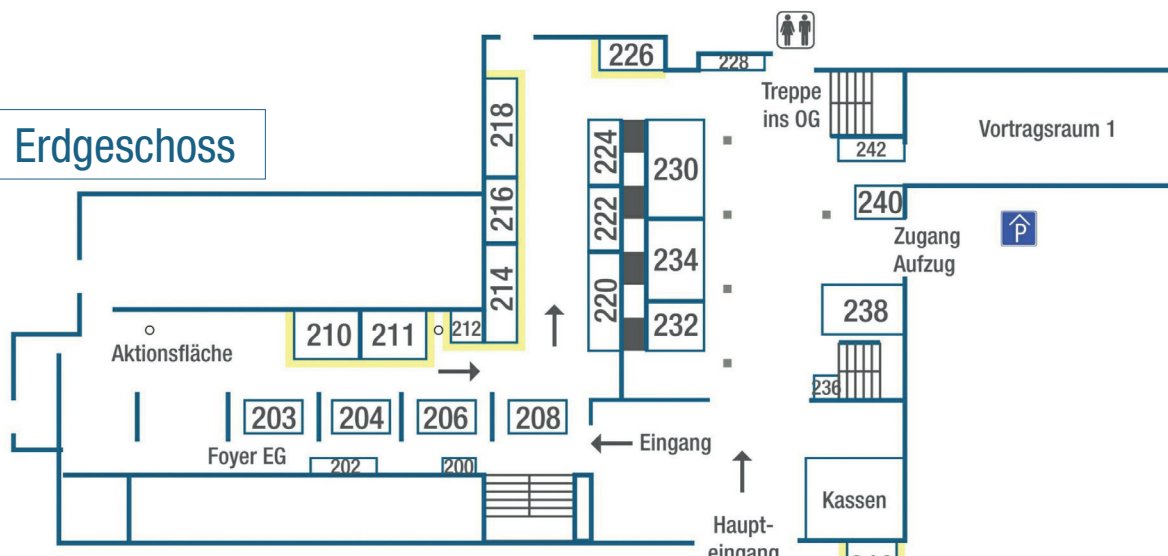 226
228
Treppe
ins OG
218
Erdgeschoss
224
230
242
Vortragsraum 1
216
222
240
P
Zugang
Aufzug
214
220
234
238
210
211
212
232
Aktionsfläche
236
203
204
206
208
Eingang
Foyer EG
202
200
Kassen
Haupt-
eingang